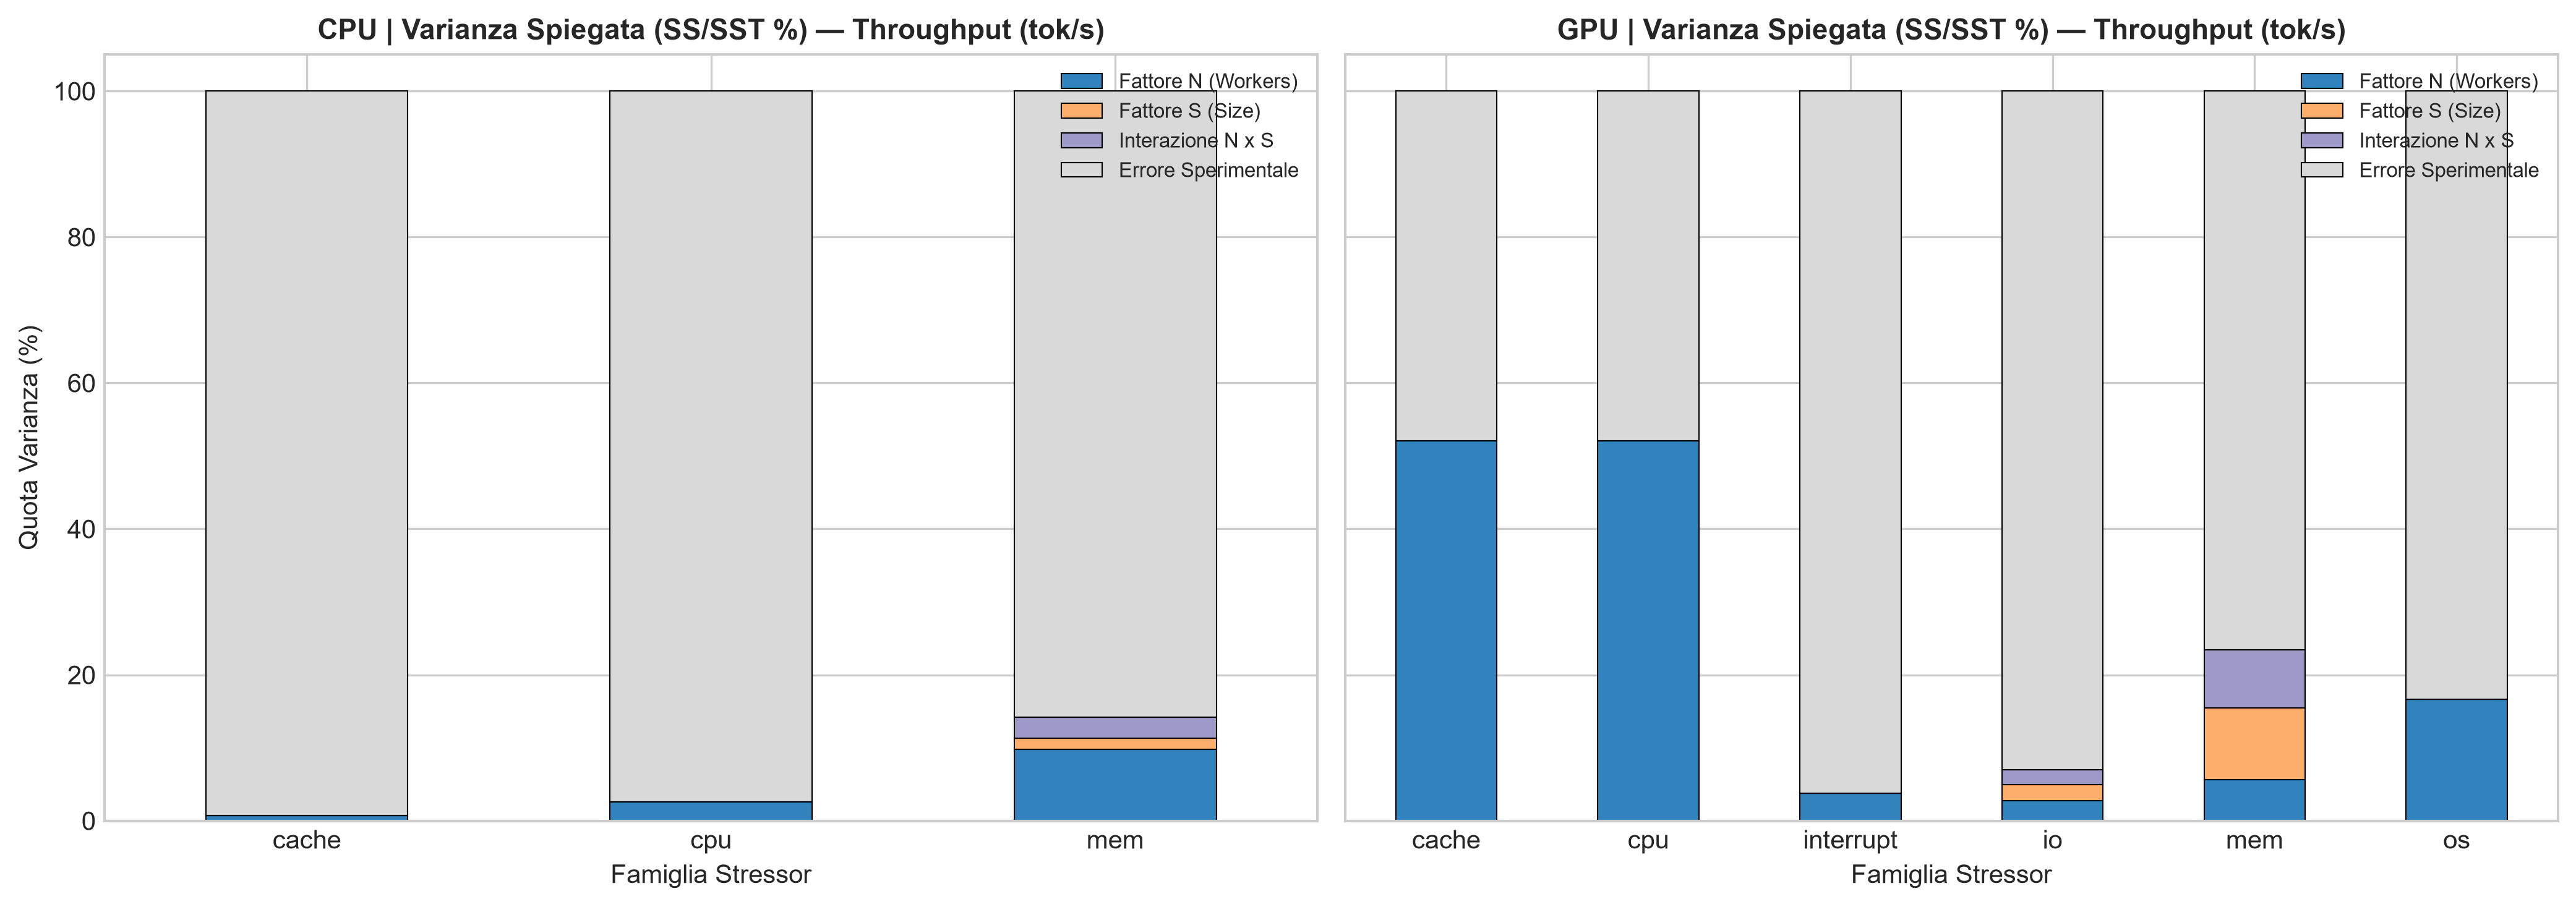 CPU | Varianza Spiegata (SS/SST %) — Throughput (tok/s)
Fattore N (Workers)
Fattore S (Size)
Interazione N x S
Errore Sperimentale
Quota Varianza (%)
100
80
60
40
20
0
cache cpu mem
Famiglia Stressor
GPU | Varianza Spiegata (SS/SST %) — Throughput (tok/s)
Fattore N (Workers)
Fattore S (Size)
Interazione N x S
Errore Sperimentale
cache cpu interrupt io mem os
Famiglia Stressor